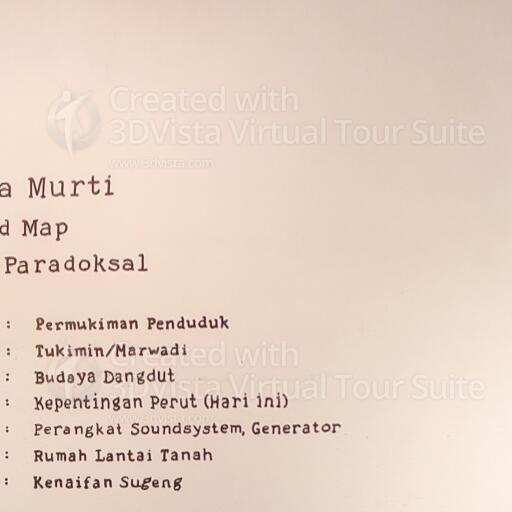 Created with
3DVista Virtual Tour Suite
www.3dvista.com
a Murti
d Map
Paradoksal
: Permukiman Penduduk
: Tukimin/Marwadi
: Budaya Dangdut
: Kepentingan Perut (Hari ini)
: Perangkat Soundsystem, Generator
: Rumah Lantai Tanah
: Kenaifan Sugeng
Created with
3DVista Virtual Tour Suite